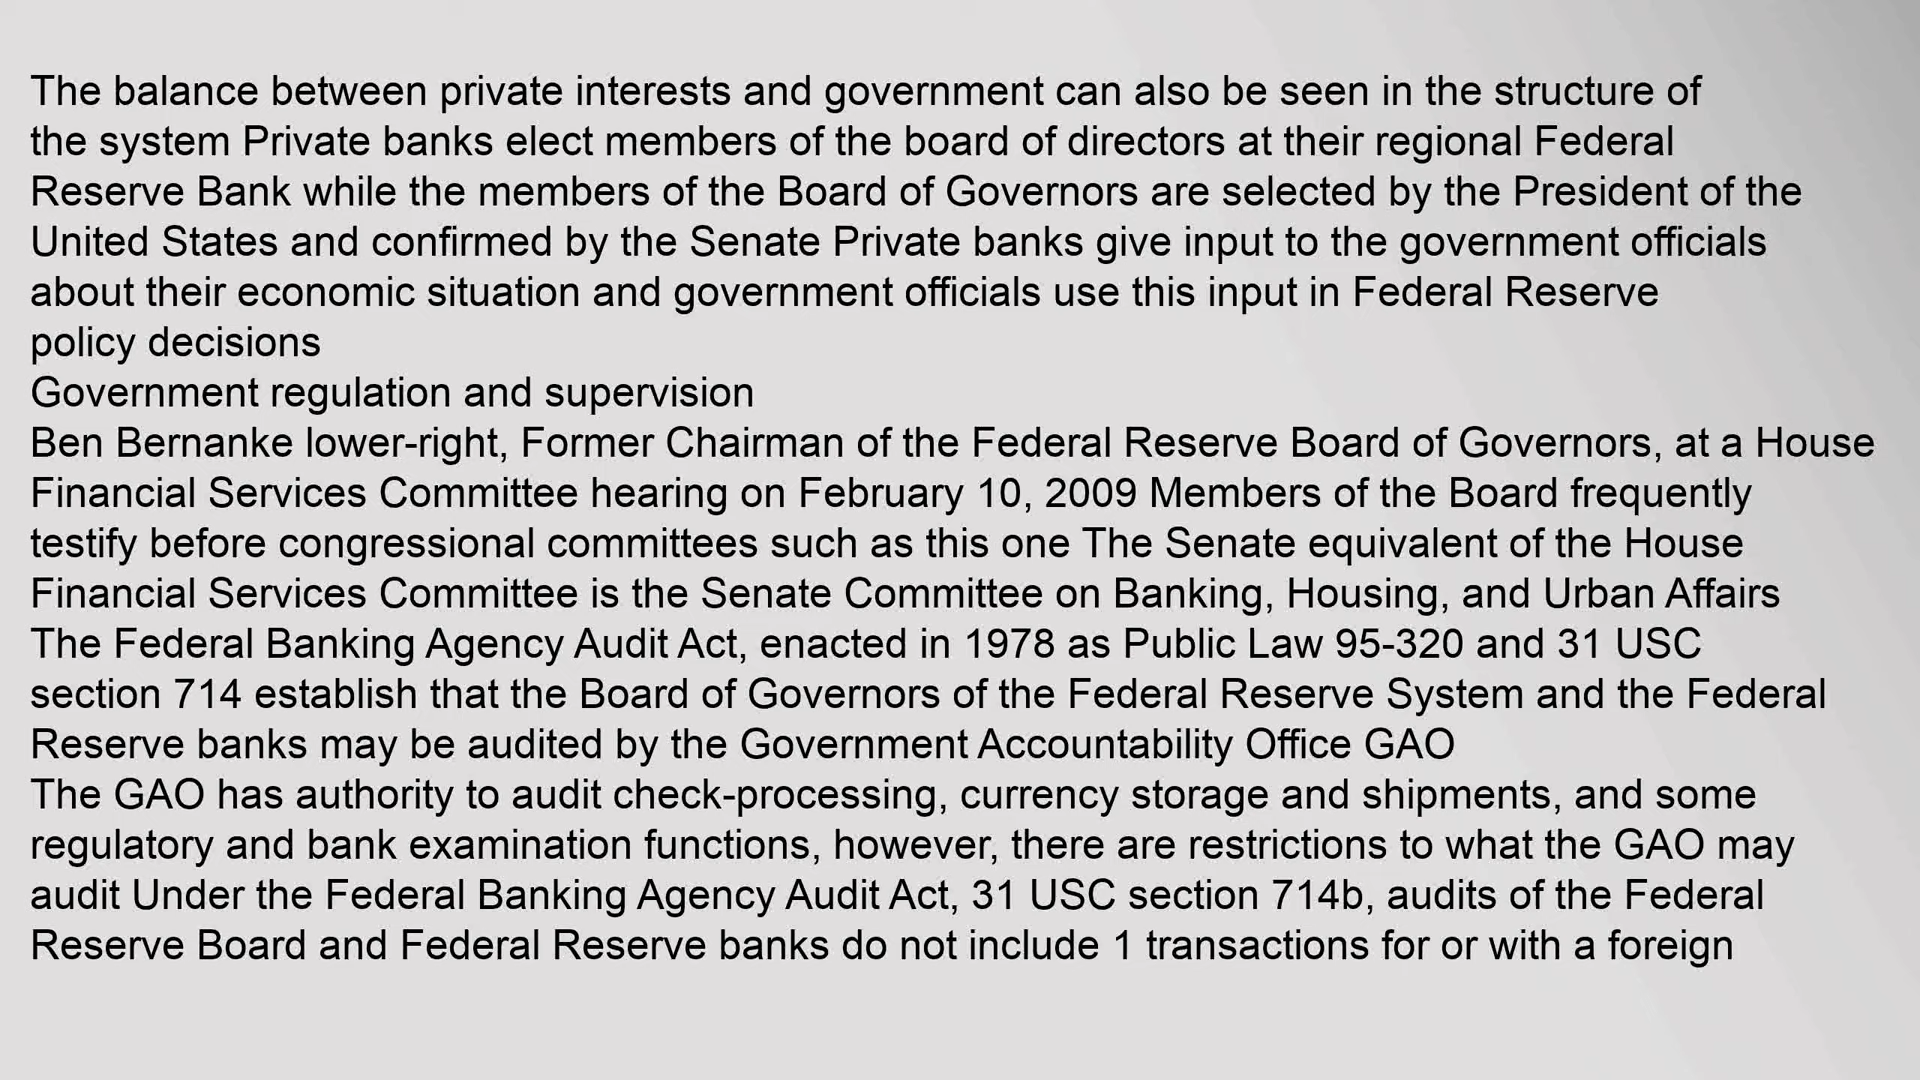 The balance between private interests and government can also be seen in the structure of
the system Private banks elect members of the board of directors at their regional Federal
Reserve Bank while the members of the Board of Governors are selected by the President of the
United States and confirmed by the Senate Private banks give input to the government officials
about their economic situation and government officials use this input in Federal Reserve
policy decisions
Government regulation and supervision
Ben Bernanke lower-right, Former Chairman of the Federal Reserve Board of Governors, at a House
Financial Services Committee hearing on February 10, 2009 Members of the Board frequently
testify before congressional committees such as this one The Senate equivalent of the House
Financial Services Committee is the Senate Committee on Banking, Housing, and Urban Affairs
The Federal Banking Agency Audit Act, enacted in 1978 as Public Law 95-320 and 31 USC
section 714 establish that the Board of Governors of the Federal Reserve System and the Federal
Reserve banks may be audited by the Government Accountability Office GAO
The GAO has authority to audit check-processing, currency storage and shipments, and some
regulatory and bank examination functions, however, there are restrictions to what the GAO may
audit Under the Federal Banking Agency Audit Act, 31 USC section 714b, audits of the Federal
Reserve Board and Federal Reserve banks do not include 1 transactions for or with a foreign